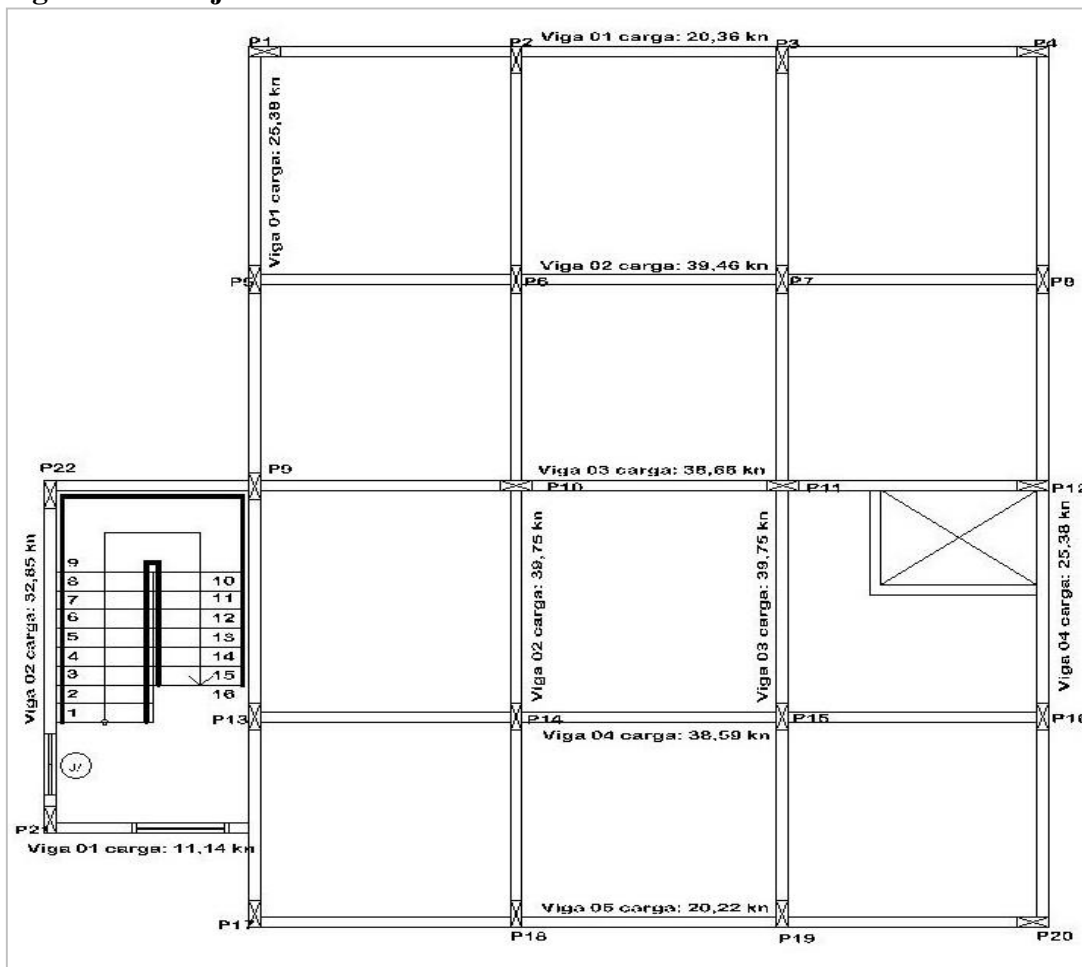 P1
P2
Viga 01 carga: 20,36 kn
P3
P4
Viga 01 carga: 25,38 kn
Viga 02 carga: 39,46 kn
P5
P6
P7
P8
P22
P9
Viga 03 carga: 38,68 kn
P10
P11
P12
Viga 02 carga: 32,85 kn
Viga 02 carga: 39,75 kn
Viga 03 carga: 39,75 kn
Viga 04 carga: 25,38 kn
9
8
10
7
11
6
12
5
13
4
14
3
15
2
16
1
P13
P14
P15
P16
Viga 04 carga: 38,59 kn
P21
Viga 01 carga: 11,14 kn
Viga 05 carga: 20,22 kn
P17
P18
P19
P20